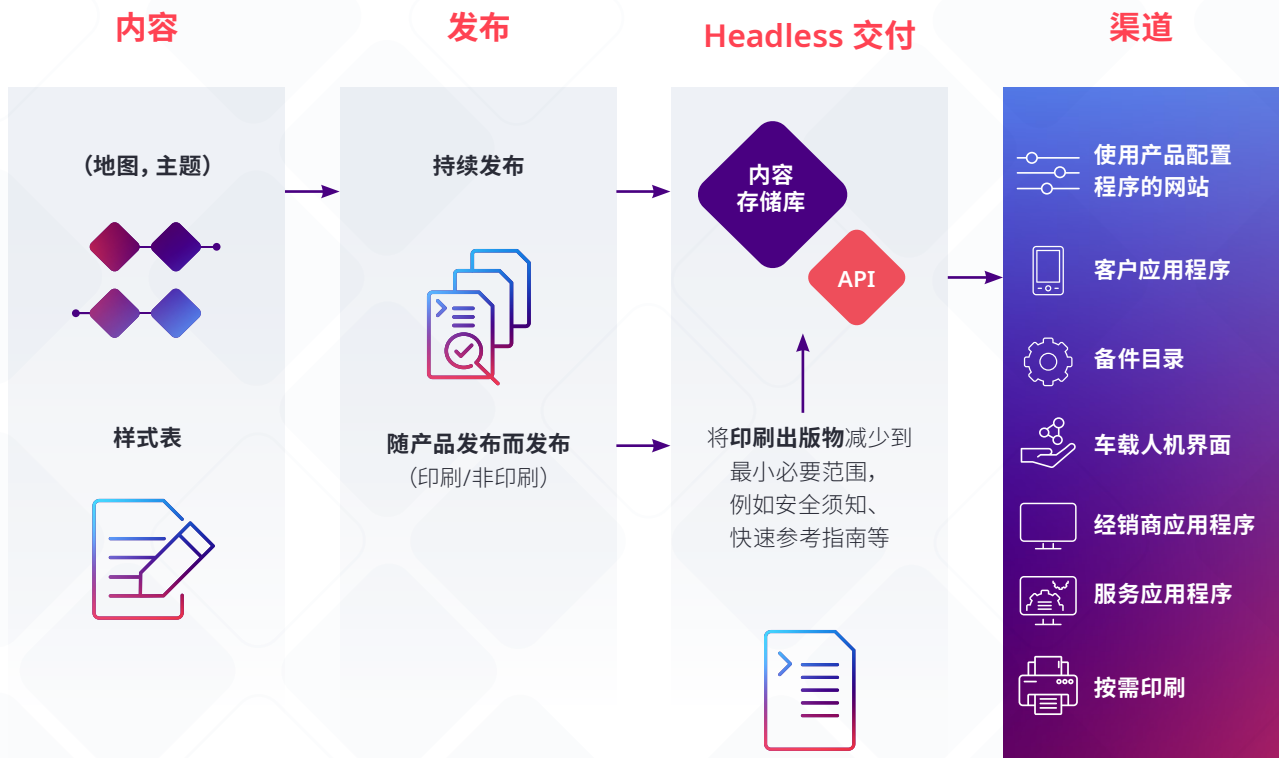 内容
（地图，主题）
样式表
发布
持续发布
随产品发布而发布
（印刷/非印刷）
Headless 交付
内容
存储库
API
将印刷出版物减少到
最小必要范围，
例如安全须知、
快速参考指南等
渠道
使用产品配置
程序的网站
客户应用程序
备件目录
车载人机界面
经销商应用程序
服务应用程序
按需印刷